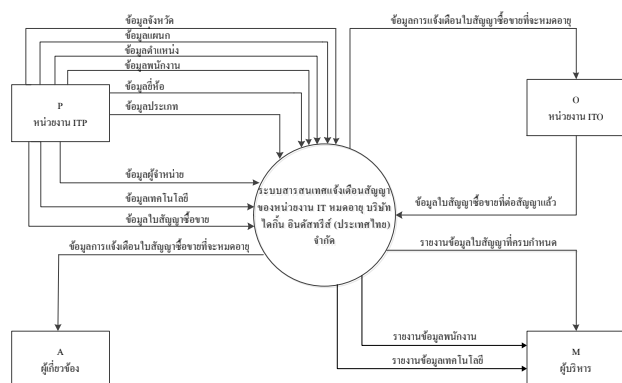 ข้อมูลจังหวัด
ข้อมูลแผนก
ข้อมูลตำแหน่ง
ข้อมูลพนักงาน
ข้อมูลยี่ห้อ
ข้อมูลประเภท
ข้อมูลการแจ้งเตือนใบสัญญาซื้อขายที่จะหมดอายุ
P
หน่วยงาน ITP
O
หน่วยงาน ITO
ข้อมูลผู้จำหน่าย
ข้อมูลเทคโนโลยี
ข้อมูลใบสัญญาซื้อขาย
ระบบสารสนเทศแจ้งเตือนสัญญา
ของหน่วยงาน IT หมดอายุ บริษัท
ไดกิ้น อินดัสทรีส์ (ประเทศไทย)
จำกัด
ข้อมูลใบสัญญาซื้อขายที่ต่อสัญญาแล้ว
ข้อมูลการแจ้งเตือนใบสัญญาซื้อขายที่จะหมดอายุ
รายงานข้อมูลใบสัญญาที่ครบกำหนด
รายงานข้อมูลพนักงาน
รายงานข้อมูลเทคโนโลยี
A
ผู้เกี่ยวข้อง
M
ผู้บริหาร